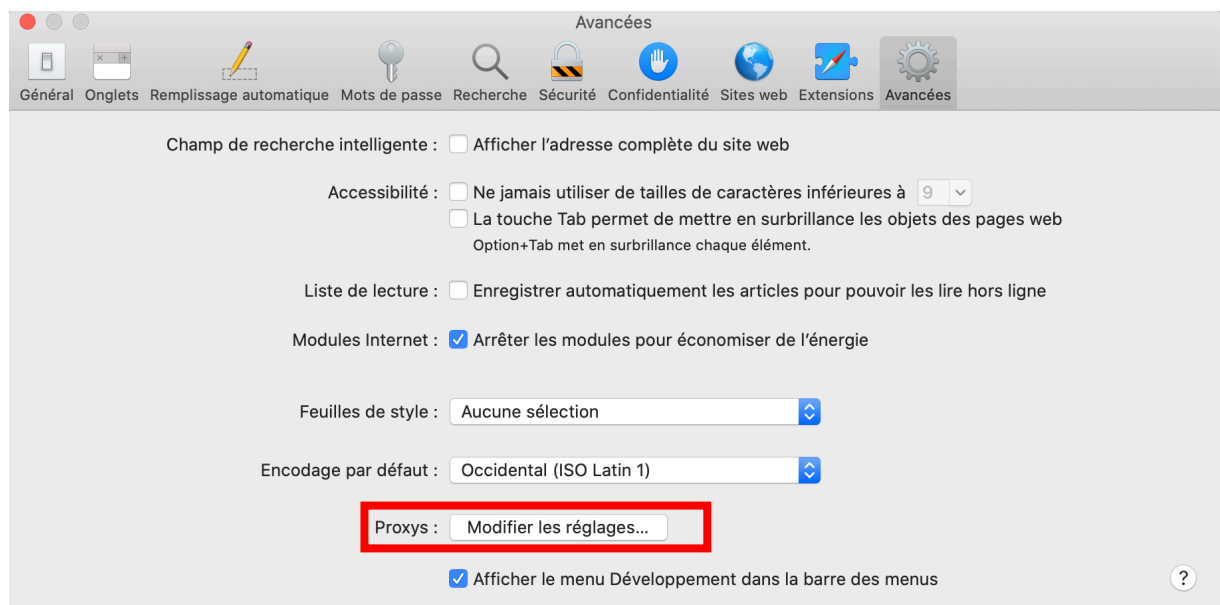 Avancées
Général Onglets Remplissage automatique Mots de passe Recherche Sécurité Confidentialité Sites web Extensions Avancées
Champ de recherche intelligente : Afficher l’adresse complète du site web
Accessibilité : Ne jamais utiliser de tailles de caractères inférieures à 9
La touche Tab permet de mettre en surbrillance les objets des pages web
Option+Tab met en surbrillance chaque élément.
Liste de lecture : Enregistrer automatiquement les articles pour pouvoir les lire hors ligne
Modules Internet : Arrêter les modules pour économiser de l’énergie
Feuilles de style : Aucune sélection
Encodage par défaut : Occidental (ISO Latin 1)
Proxys : Modifier les réglages...
Afficher le menu Développement dans la barre des menus ?